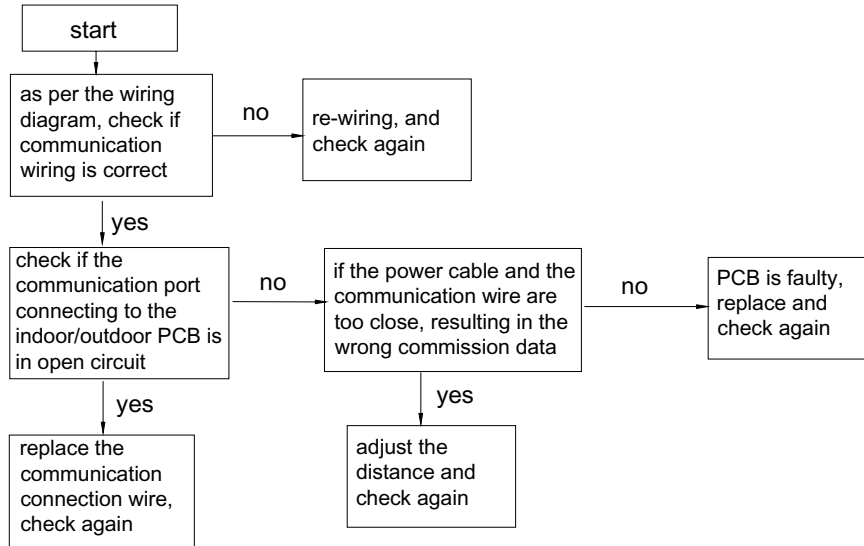 start
as per the wiring
diagram, check if
communication
wiring is correct
no
re-wiring, and
check again
yes
check if the
communication port
connecting to the
indoor/outdoor PCB is
in open circuit
no
if the power cable and the
communication wire are
too close, resulting in the
wrong commission data
no
PCB is faulty,
replace and
check again
yes
replace the
communication
connection wire,
check again
yes
adjust the
distance and
check again